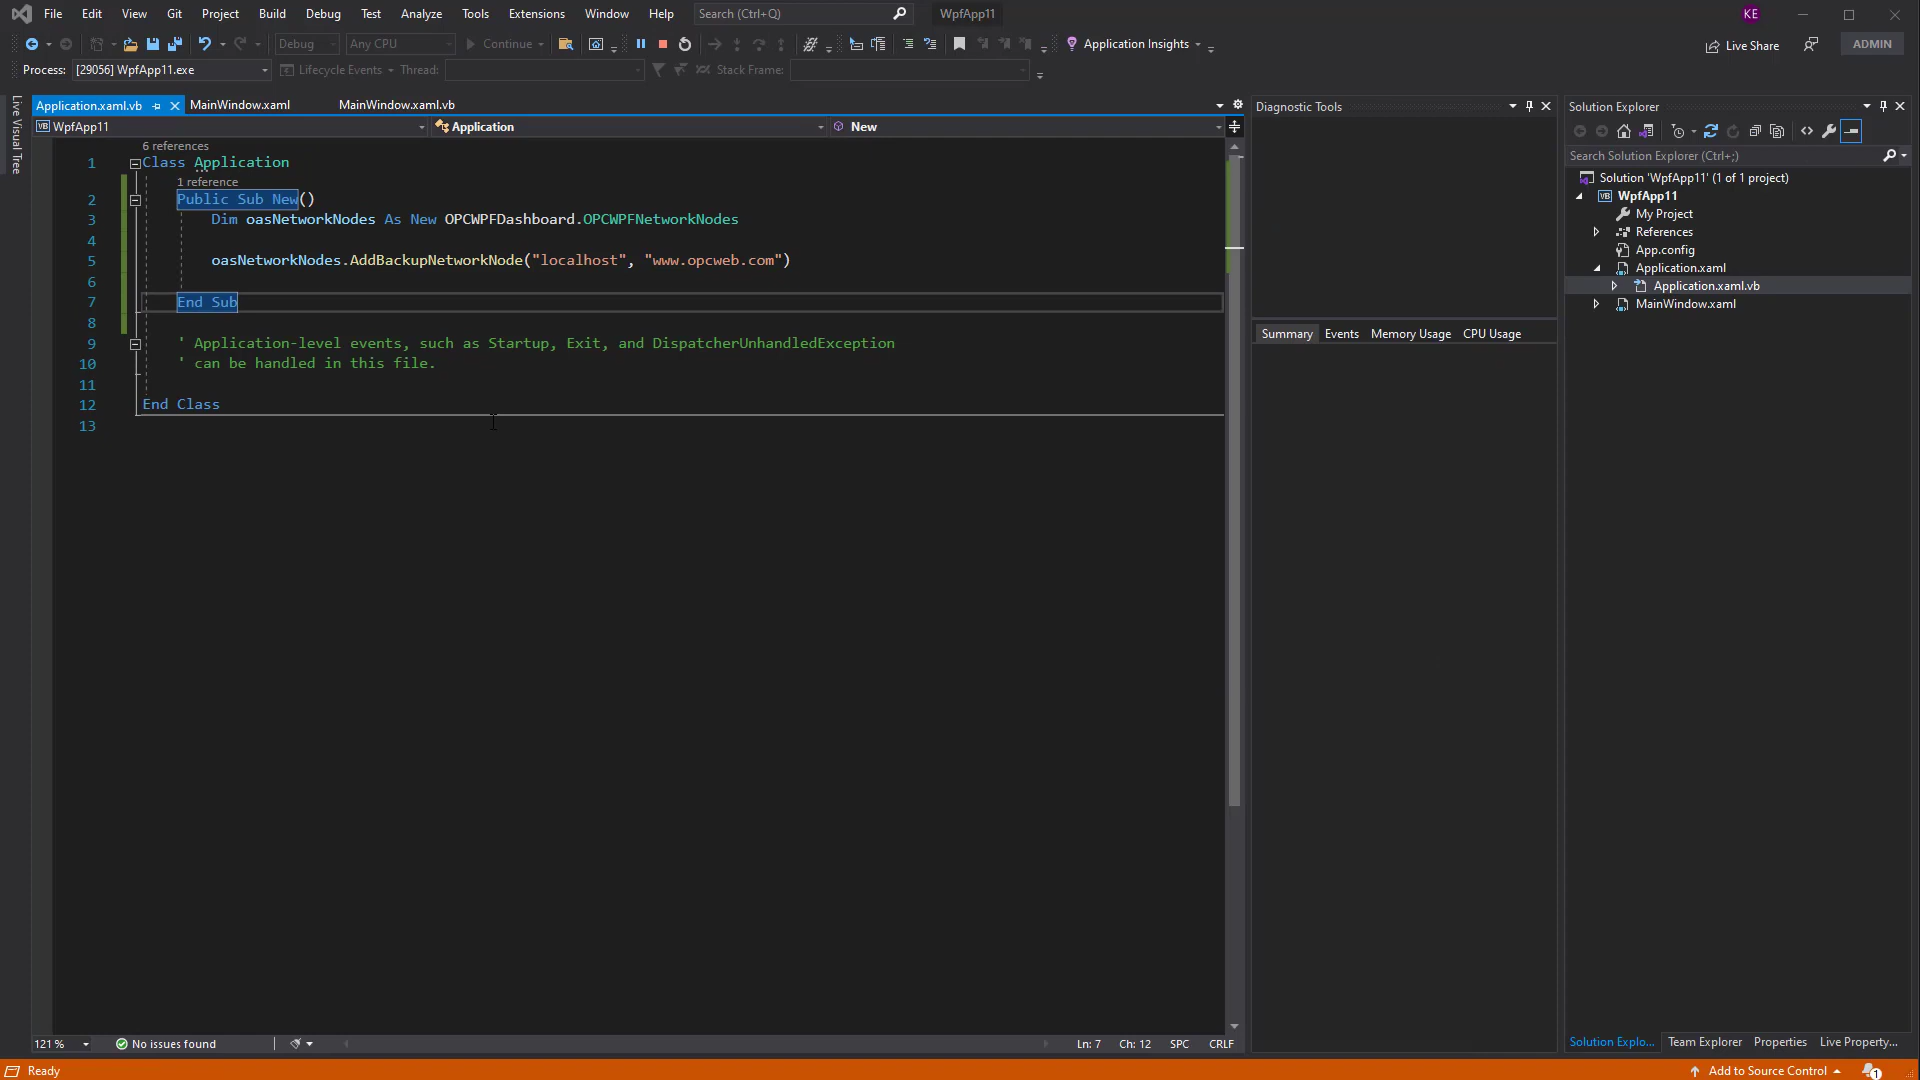 File Edit View Git Project Build Debug Test Analyze Tools Extensions Window Help Search (Ctrl+Q) WpfApp11 KE
Debug Any CPU Continue Application Insights Live Share ADMIN
Process: [29056] WpfApp11.exe Lifecycle Events Thread: Stack Frame:
Live Visual Tree
Application.xaml.vb MainWindow.xaml MainWindow.xaml.vb
VB WpfApp11 Application New
6 references
1 Class Application
1 reference
2 Public Sub New()
3 Dim oasNetworkNodes As New OPCWPFDashboard.OPCWPFNetworkNodes
4
5 oasNetworkNodes.AddBackupNetworkNode("localhost", "www.opcweb.com")
6
7 End Sub
8
9 ' Application-level events, such as Startup, Exit, and DispatcherUnhandledException
10 ' can be handled in this file.
11
12 End Class
13
121 % No issues found Ln: 7 Ch: 12 SPC CRLF
Diagnostic Tools
Summary Events Memory Usage CPU Usage
Solution Explorer
Search Solution Explorer (Ctrl+;)
Solution 'WpfApp11' (1 of 1 project)
VB WpfApp11
My Project
References
App.config
Application.xaml
Application.xaml.vb
MainWindow.xaml
Solution Explo... Team Explorer Properties Live Property...
Ready Add to Source Control 1